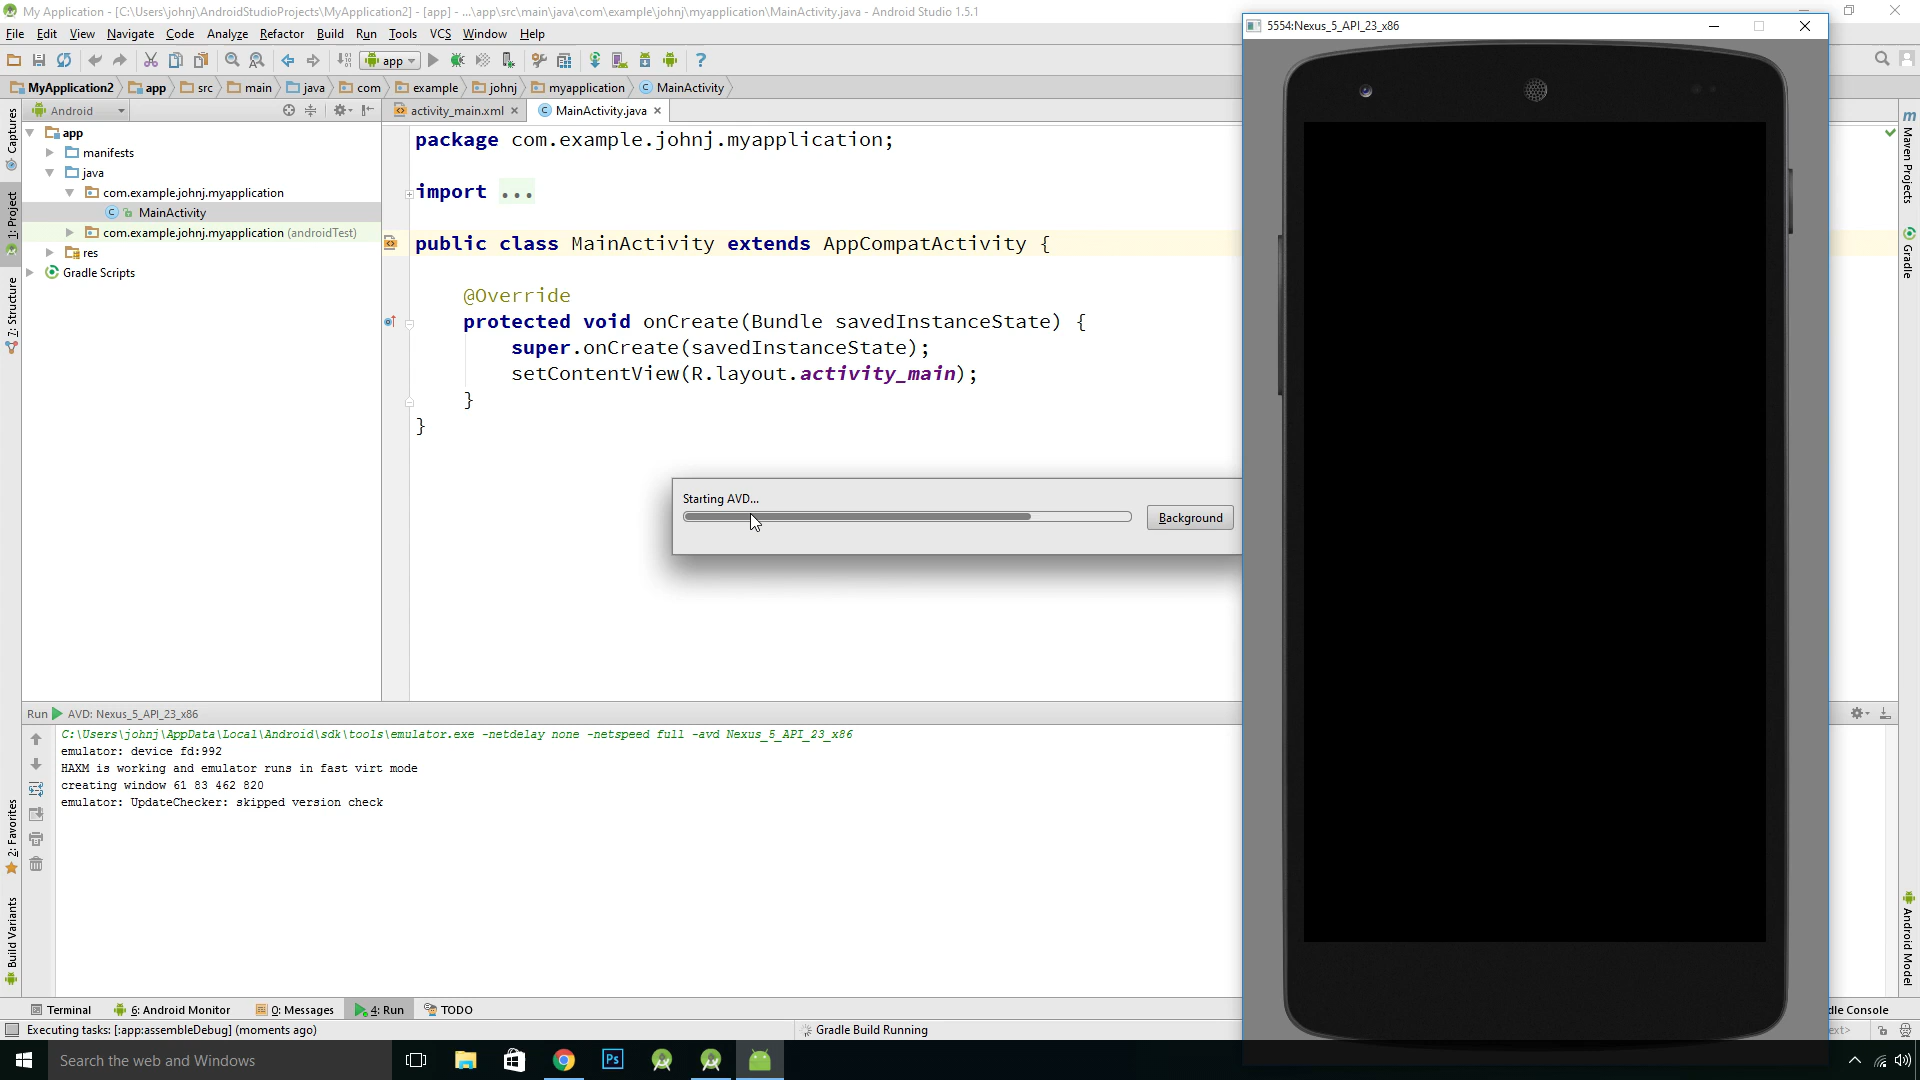 My Application - [C:\Users\johnj\AndroidStudioProjects\MyApplication2] - [app] - ...\app\src\main\java\com\example\johnj\myapplication\MainActivity.java - Android Studio 1.5.1
File Edit View Navigate Code Analyze Refactor Build Run Tools VCS Window Help
app
MyApplication2 app src main java com example johnj myapplication MainActivity
Android
activity_main.xml
MainActivity.java
Captures
1: Project
7: Structure
2: Favorites
Build Variants
app
manifests
java
com.example.johnj.myapplication
MainActivity
com.example.johnj.myapplication (androidTest)
res
Gradle Scripts
package com.example.johnj.myapplication;
import ...
public class MainActivity extends AppCompatActivity {
@Override
protected void onCreate(Bundle savedInstanceState) {
super.onCreate(savedInstanceState);
setContentView(R.layout.activity_main);
}
}
Starting AVD...
Background
5554:Nexus_5_API_23_x86
Maven Projects
Gradle
Android Model
Run AVD: Nexus_5_API_23_x86
C:\Users\johnj\AppData\Local\Android\sdk\tools\emulator.exe -netdelay none -netspeed full -avd Nexus_5_API_23_x86
emulator: device fd:992
HAXM is working and emulator runs in fast virt mode
creating window 61 83 462 820
emulator: UpdateChecker: skipped version check
Terminal 6: Android Monitor 0: Messages 4: Run TODO
dle Console
Executing tasks: [:app:assembleDebug] (moments ago)
Gradle Build Running
ext>
Search the web and Windows
Ps